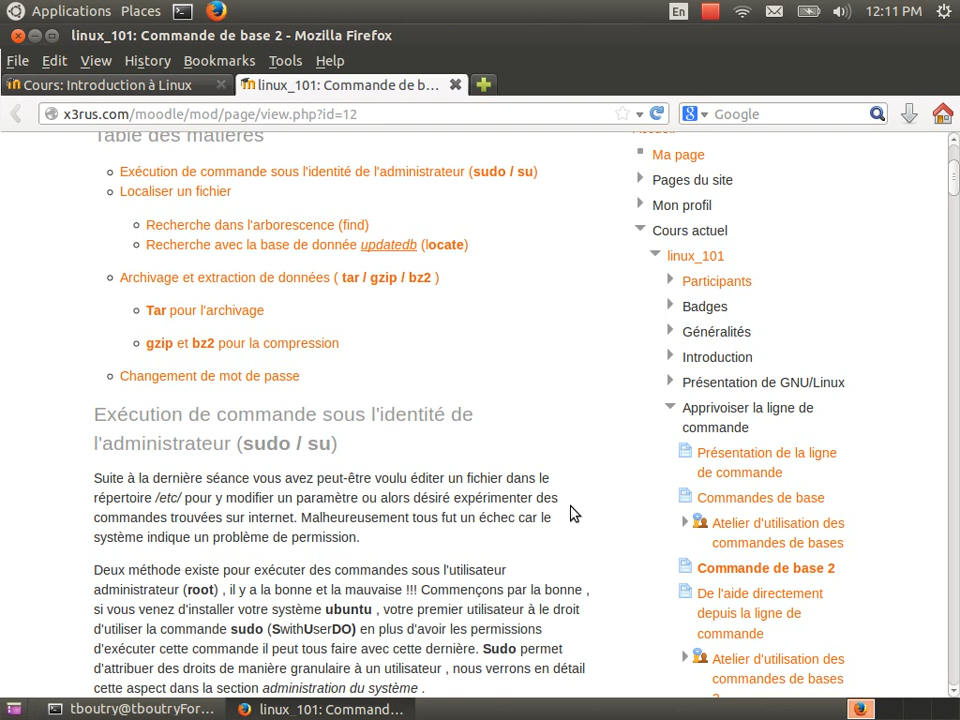 Applications Places En 12:11 PM
linux_101: Commande de base 2 - Mozilla Firefox
File Edit View History Bookmarks Tools Help
Cours: Introduction à Linux linux_101: Commande de b...
x3rus.com/moodle/mod/page/view.php?id=12 Google
Table des matières
Exécution de commande sous l'identité de l'administrateur (sudo / su)
Localiser un fichier
Recherche dans l'arborescence (find)
Recherche avec la base de donnée updatedb (locate)
Archivage et extraction de données ( tar / gzip / bz2 )
Tar pour l'archivage
gzip et bz2 pour la compression
Changement de mot de passe
Exécution de commande sous l'identité de
l'administrateur (sudo / su)
Suite à la dernière séance vous avez peut-être voulu éditer un fichier dans le
répertoire /etc/ pour y modifier un paramètre ou alors désiré expérimenter des
commandes trouvées sur internet. Malheureusement tous fut un échec car le
système indique un problème de permission.
Deux méthode existe pour exécuter des commandes sous l'utilisateur
administrateur (root) , il y a la bonne et la mauvaise !!! Commençons par la bonne ,
si vous venez d'installer votre système ubuntu , votre premier utilisateur à le droit
d'utiliser la commande sudo (SwithUserDO) en plus d'avoir les permissions
d'exécuter cette commande il peut tous faire avec cette dernière. Sudo permet
d'attribuer des droits de manière granulaire à un utilisateur , nous verrons en détail
cette aspect dans la section administration du système .
Ma page
Pages du site
Mon profil
Cours actuel
linux_101
Participants
Badges
Généralités
Introduction
Présentation de GNU/Linux
Apprivoiser la ligne de
commande
Présentation de la ligne
de commande
Commandes de base
Atelier d'utilisation des
commandes de bases
Commande de base 2
De l'aide directement
depuis la ligne de
commande
Atelier d'utilisation des
commandes de bases
tboutry@tboutryFor... linux_101: Command...